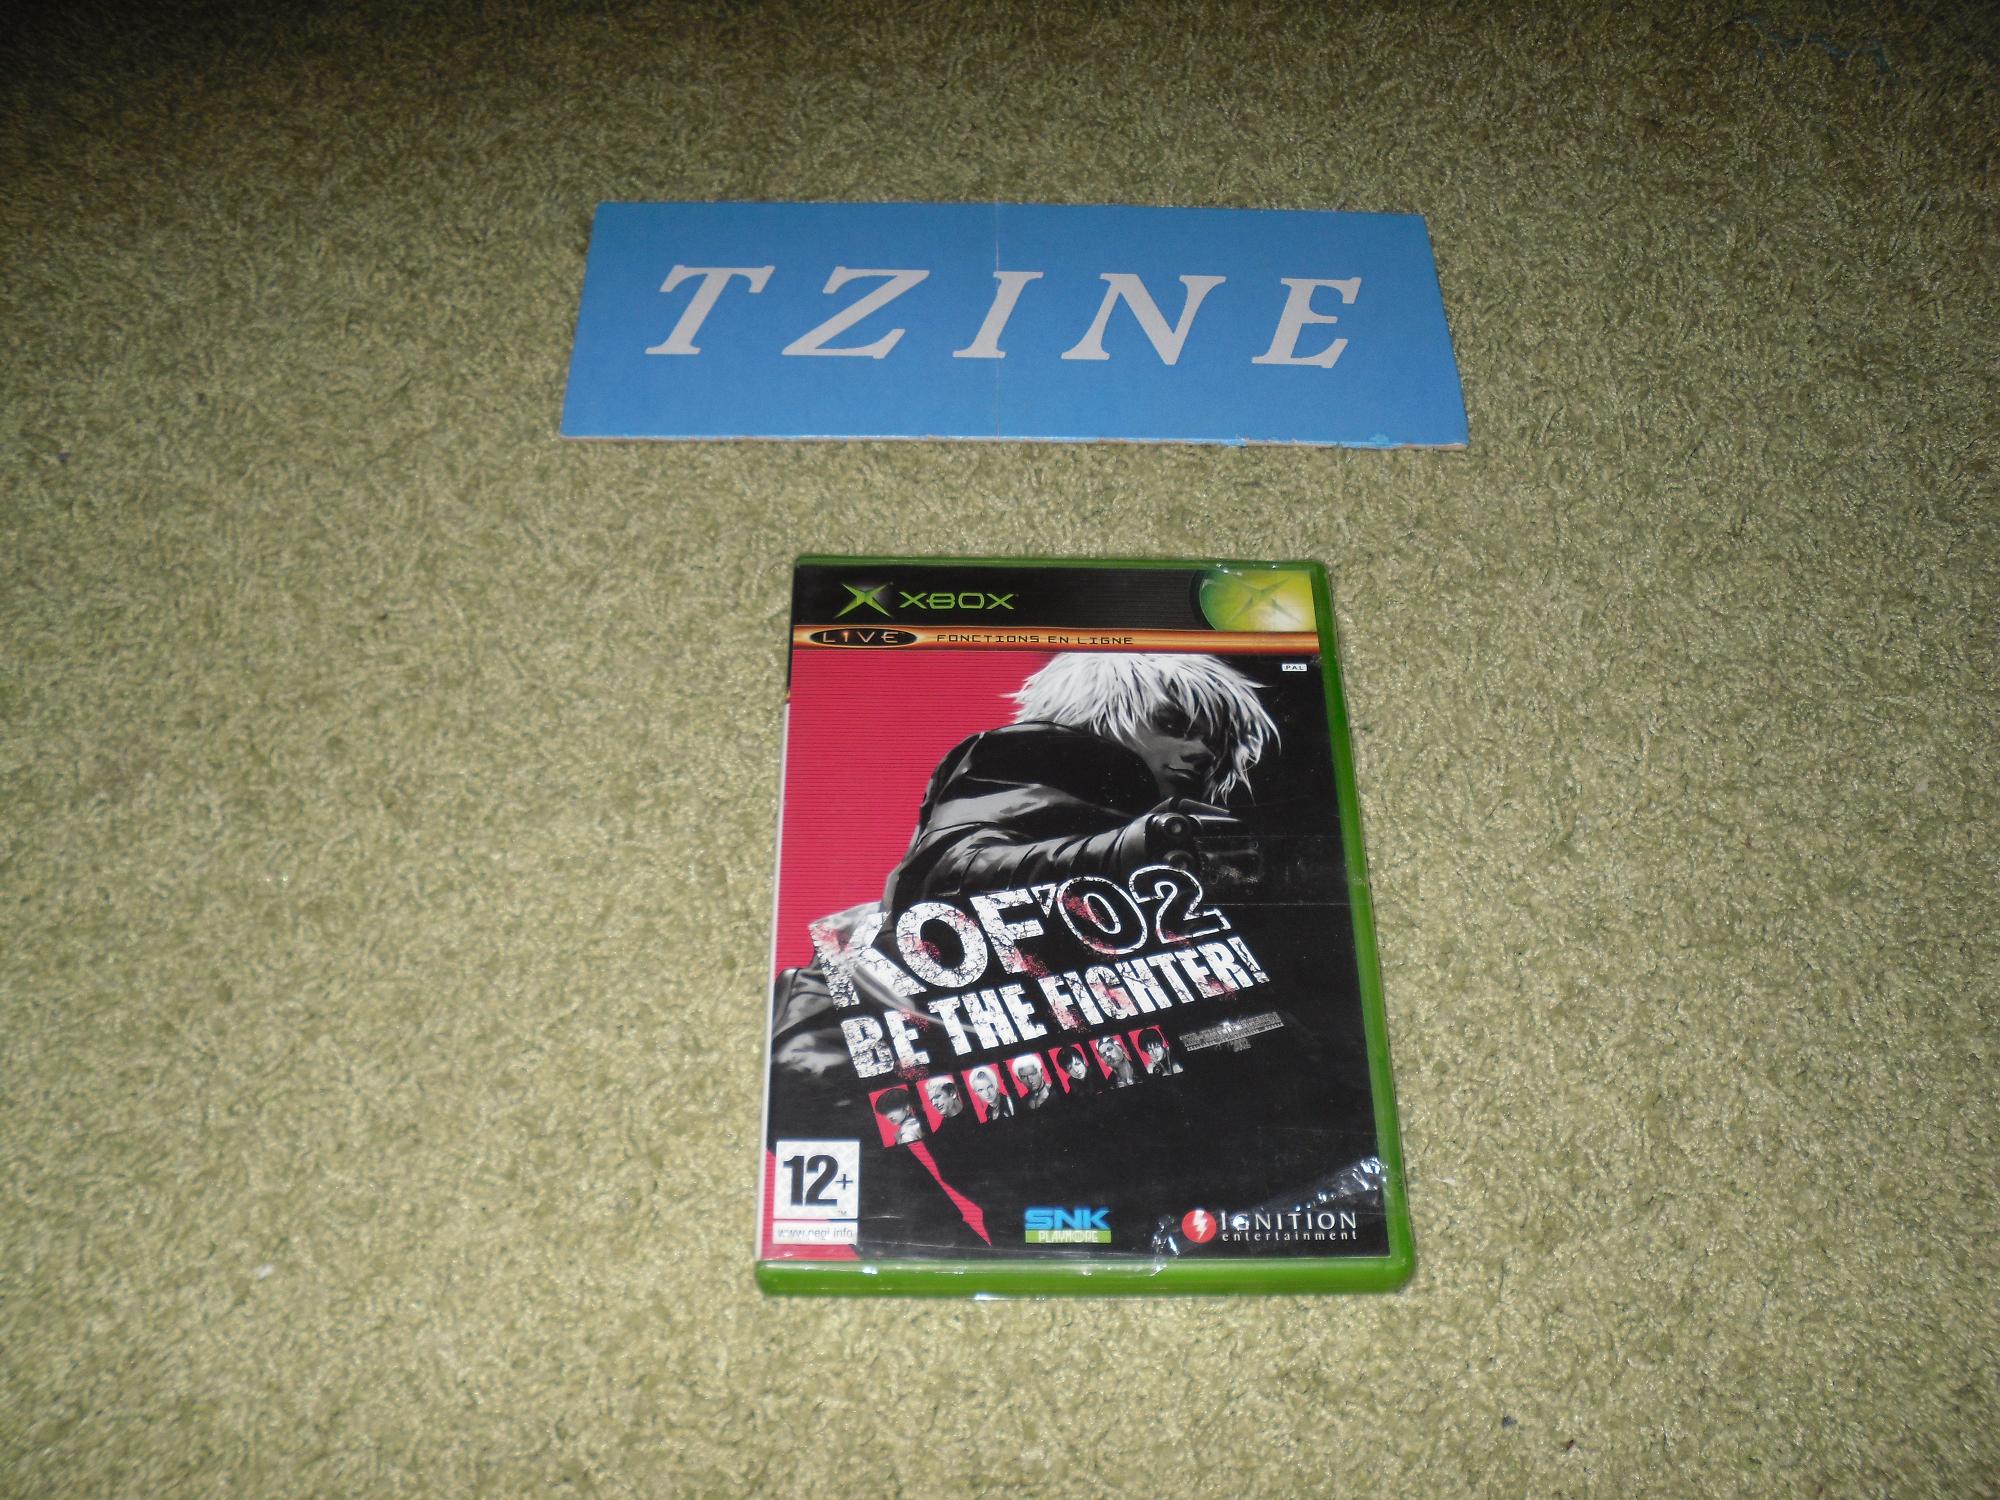 TZINE
XBOX
LIVE FONCTIONS EN LIGNE
PAL
KOF'02
BE THE FIGHTER!
12+
www.pegi.info
SNK
PLAYMORE
IGNITION
entertainment